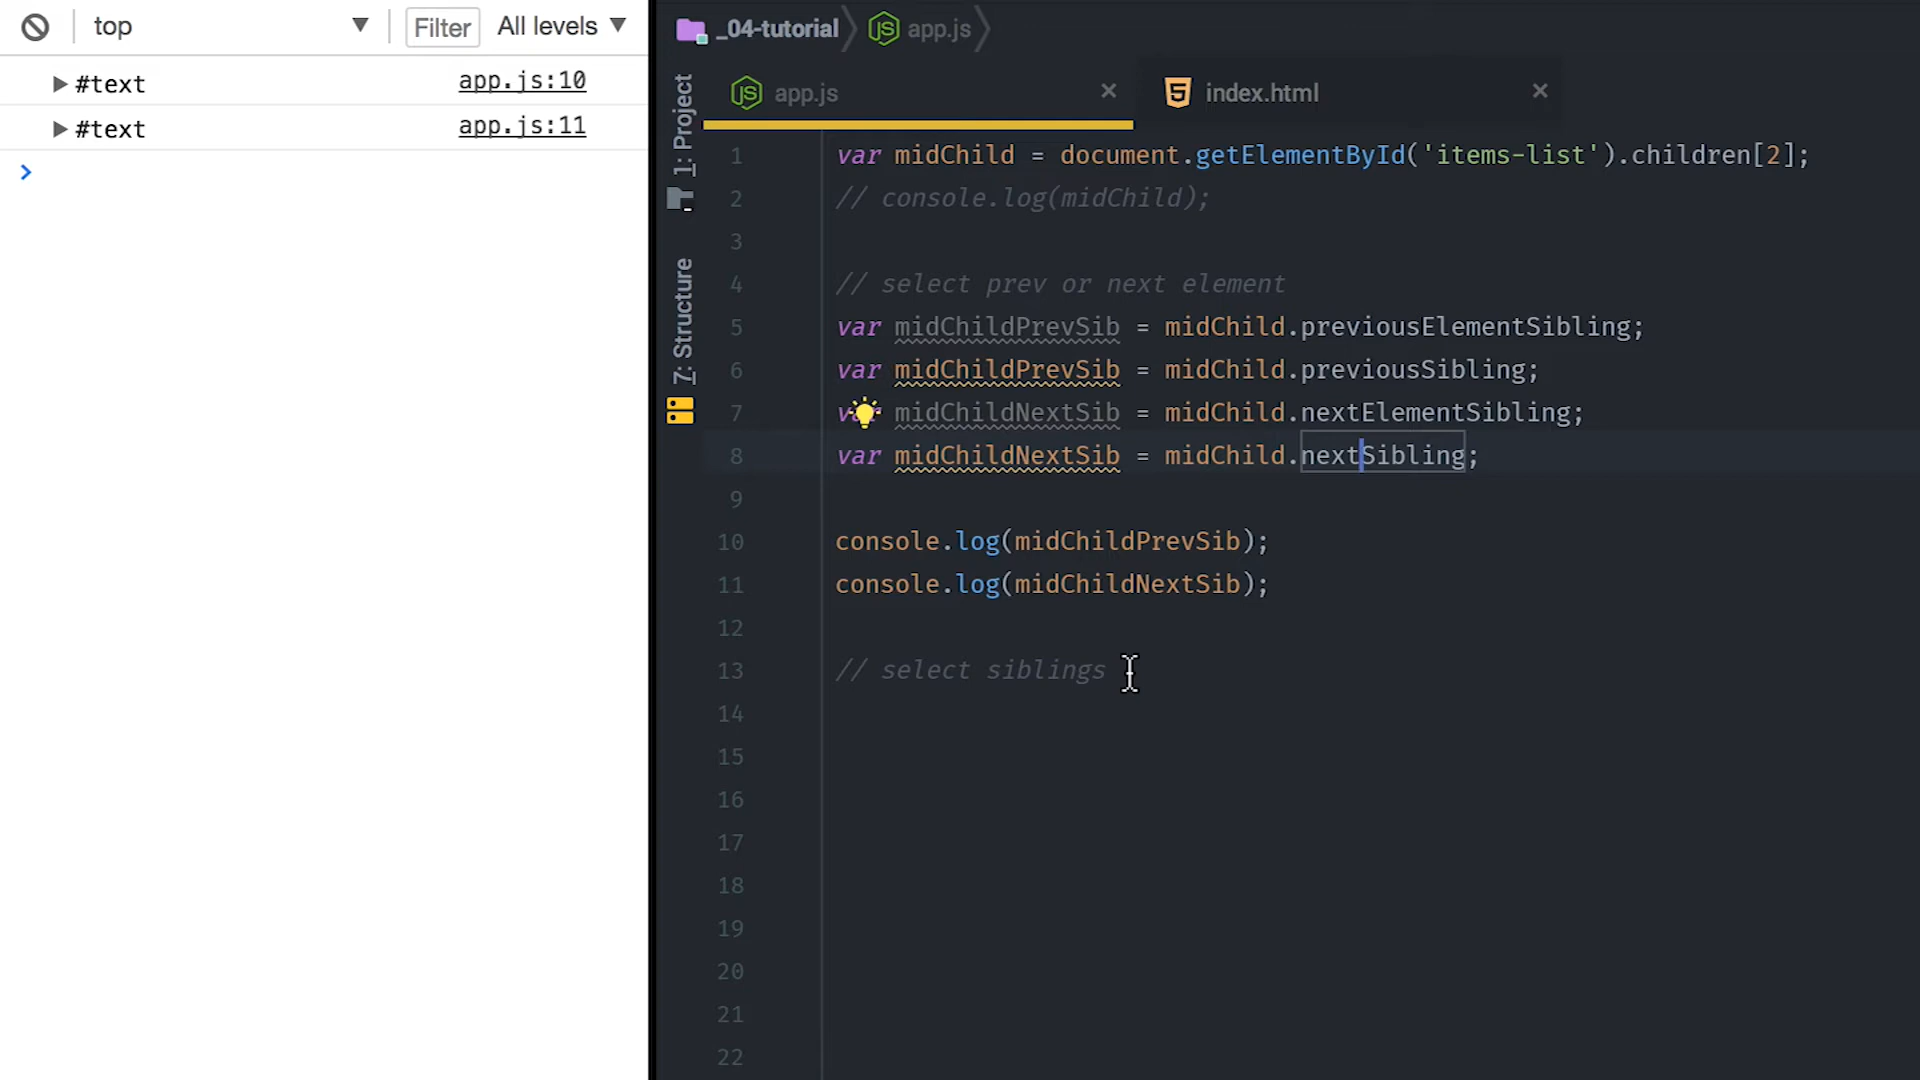 top
Filter
All levels
#text app.js:10
#text app.js:11
_04-tutorial app.js
1: Project
7: Structure
app.js
index.html
1 var midChild = document.getElementById('items-list').children[2];
2 // console.log(midChild);
3
4 // select prev or next element
5 var midChildPrevSib = midChild.previousElementSibling;
6 var midChildPrevSib = midChild.previousSibling;
7 var midChildNextSib = midChild.nextElementSibling;
8 var midChildNextSib = midChild.nextSibling;
9
10 console.log(midChildPrevSib);
11 console.log(midChildNextSib);
12
13 // select siblings
14
15
16
17
18
19
20
21
22